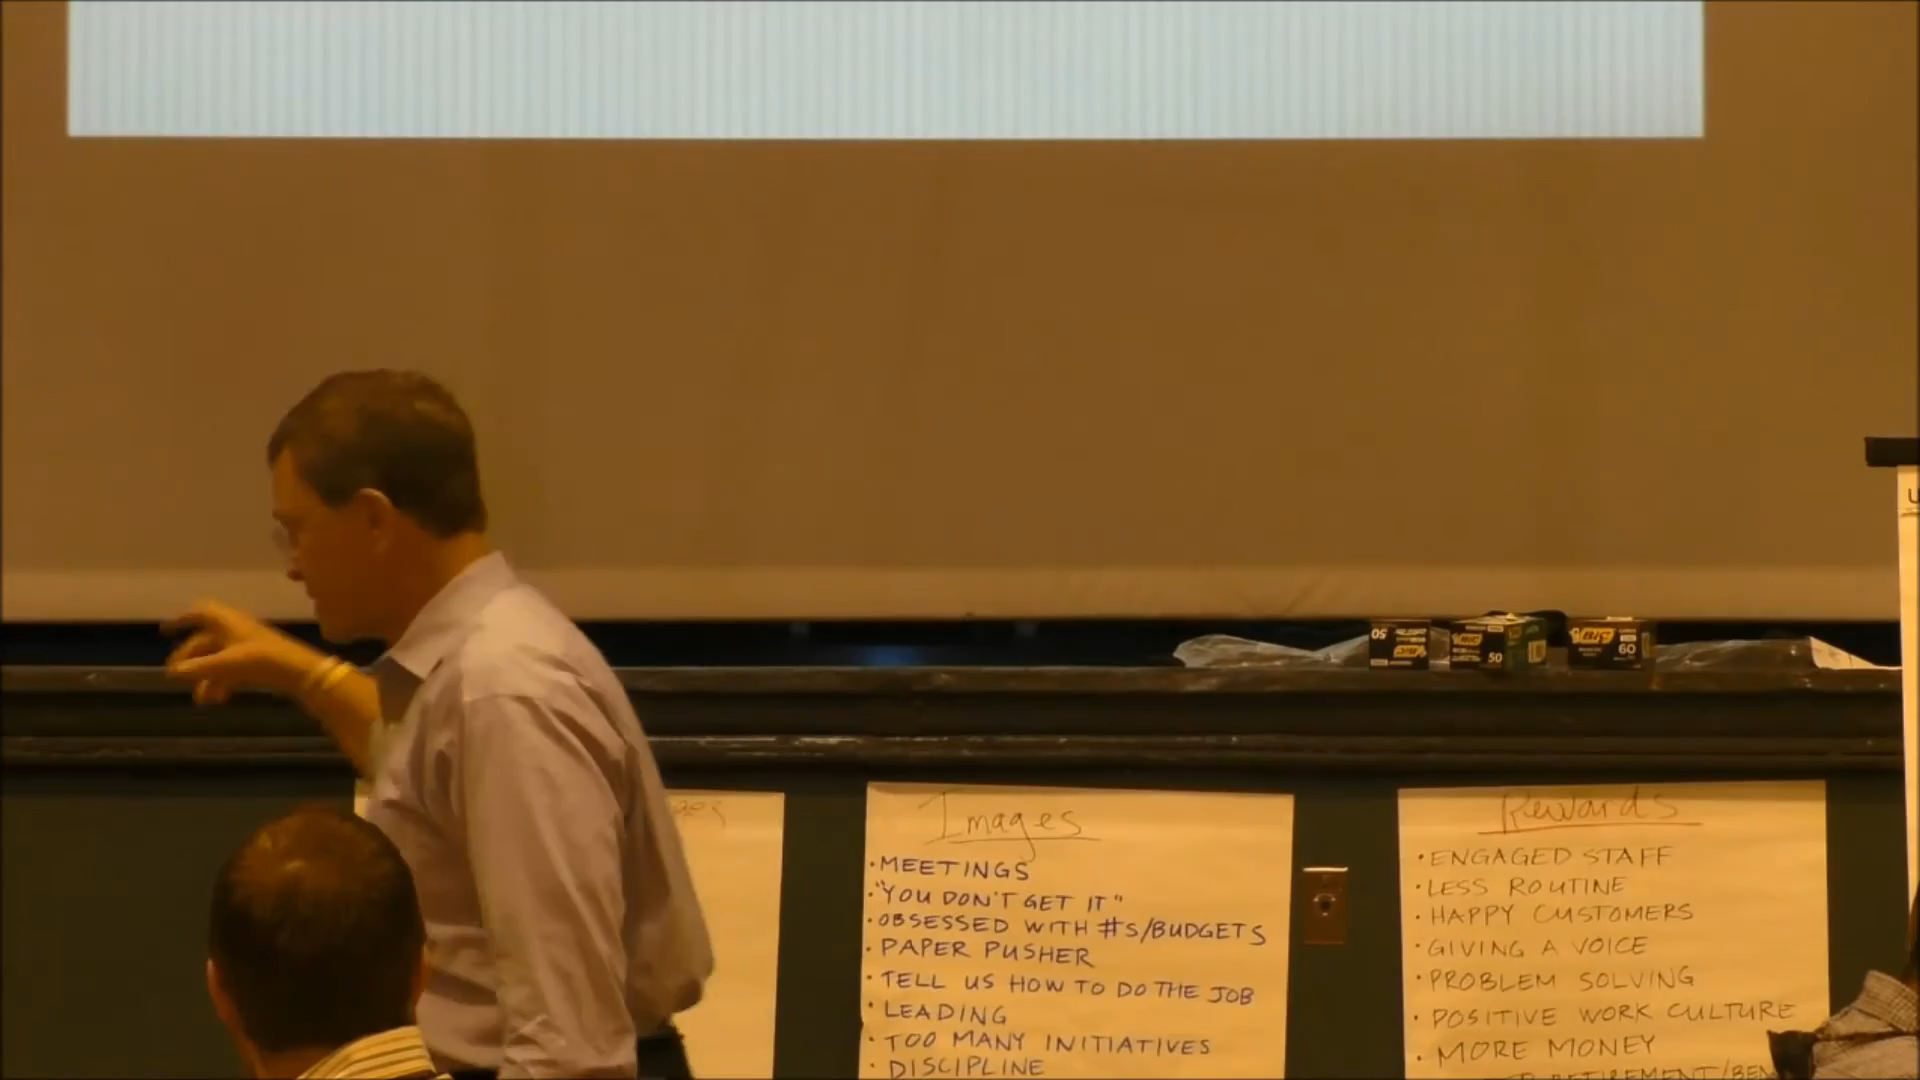 Images
• MEETINGS
• "YOU DON'T GET IT"
• OBSESSED WITH #S/BUDGETS
• PAPER PUSHER
• TELL US HOW TO DO THE JOB
• LEADING
• TOO MANY INITIATIVES
• DISCIPLINE
Rewards
• ENGAGED STAFF
• LESS ROUTINE
• HAPPY CUSTOMERS
• GIVING A VOICE
• PROBLEM SOLVING
• POSITIVE WORK CULTURE
• MORE MONEY
RETIREMENT/BEN
BIC
50
BIC
50
BIC
60
U